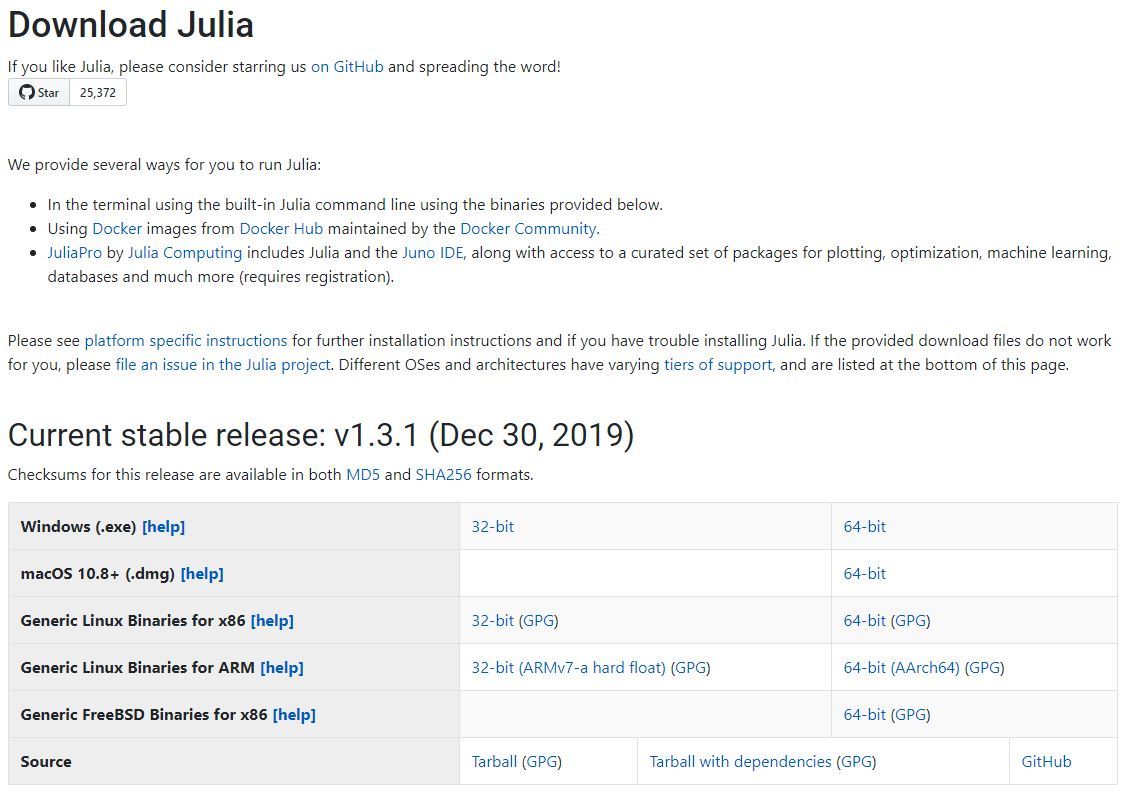 Download Julia
If you like Julia, please consider starring us on GitHub and spreading the word!
Star 25,372
We provide several ways for you to run Julia:
In the terminal using the built-in Julia command line using the binaries provided below.
Using Docker images from Docker Hub maintained by the Docker Community.
JuliaPro by Julia Computing includes Julia and the Juno IDE, along with access to a curated set of packages for plotting, optimization, machine learning,
databases and much more (requires registration).
Please see platform specific instructions for further installation instructions and if you have trouble installing Julia. If the provided download files do not work
for you, please file an issue in the Julia project. Different OSes and architectures have varying tiers of support, and are listed at the bottom of this page.
Current stable release: v1.3.1 (Dec 30, 2019)
Checksums for this release are available in both MD5 and SHA256 formats.
Windows (.exe) [help] 32-bit 64-bit
macOS 10.8+ (.dmg) [help] 64-bit
Generic Linux Binaries for x86 [help] 32-bit (GPG) 64-bit (GPG)
Generic Linux Binaries for ARM [help] 32-bit (ARMv7-a hard float) (GPG) 64-bit (AArch64) (GPG)
Generic FreeBSD Binaries for x86 [help] 64-bit (GPG)
Source Tarball (GPG) Tarball with dependencies (GPG) GitHub